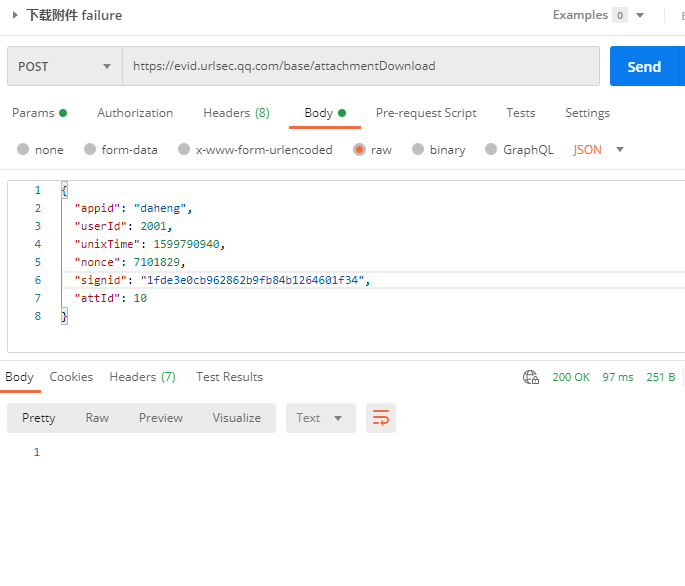 下载附件 failure Examples 0
POST https://evid.urlsec.qq.com/base/attachmentDownload Send
Params Authorization Headers (8) Body Pre-request Script Tests Settings
none form-data x-www-form-urlencoded raw binary GraphQL JSON
1 {
2 "appid": "daheng",
3 "userId": 2001,
4 "unixTime": 1599790940,
5 "nonce": 7101829,
6 "signid": "1fde3e0cb962862b9fb84b1264601f34",
7 "attId": 10
8 }
Body Cookies Headers (7) Test Results 200 OK 97 ms 251 B
Pretty Raw Preview Visualize Text
1